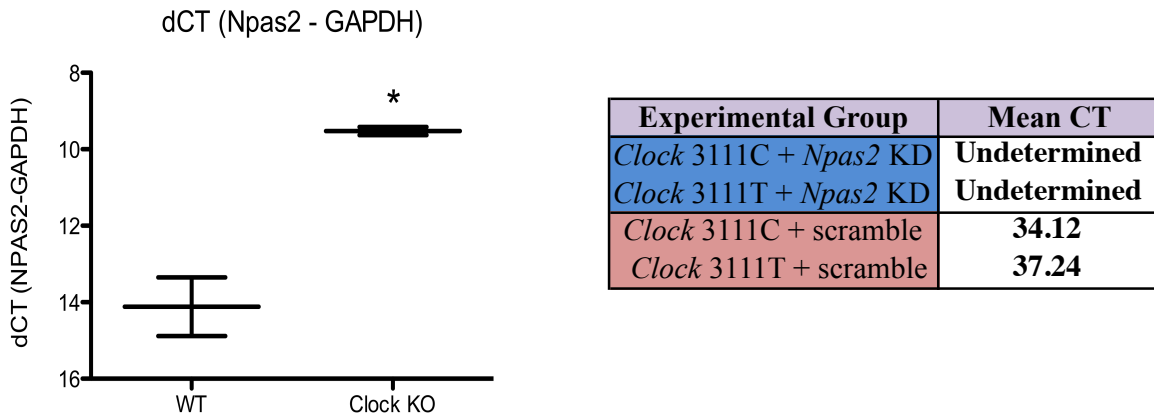 dCT (Npas2 - GAPDH)
dCT (NPAS2-GAPDH)
8
10
12
14
16
*
WT
Clock KO
Experimental Group Mean CT
Clock 3111C + Npas2 KD Undetermined
Clock 3111T + Npas2 KD Undetermined
Clock 3111C + scramble 34.12
Clock 3111T + scramble 37.24